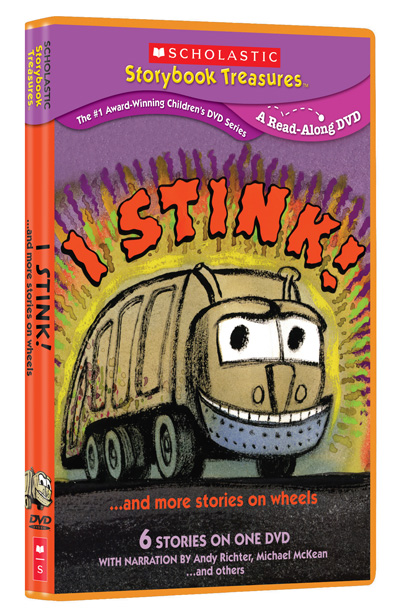 SCHOLASTIC
Storybook Treasures™
The #1 Award-Winning Children's DVD Series
A Read-Along DVD
I STINK!
...and more stories on wheels
6 STORIES ON ONE DVD
WITH NARRATION BY Andy Richter, Michael McKean
...and others
SCHOLASTIC
Storybook
Treasures
I STINK!
...and more stories on wheels
DVD
S